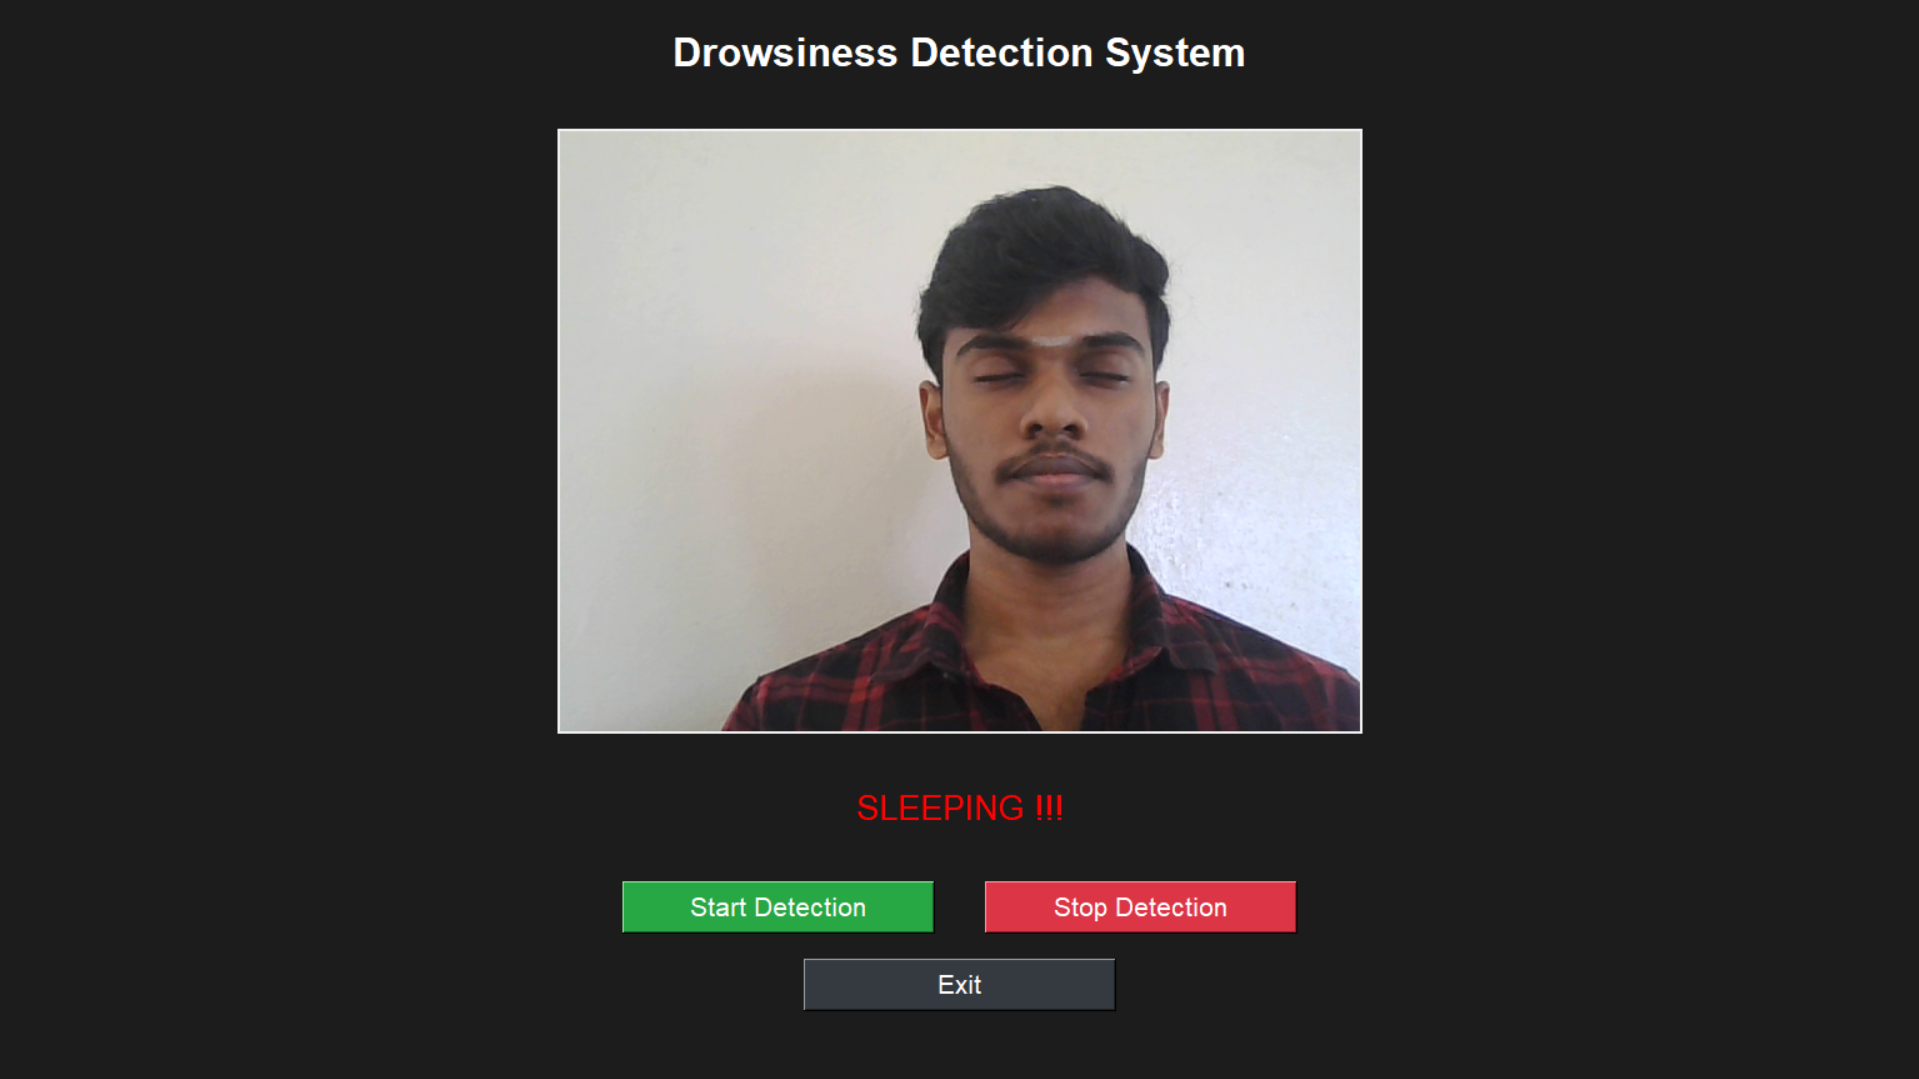 Drowsiness Detection System
SLEEPING !!!
Start Detection
Stop Detection
Exit